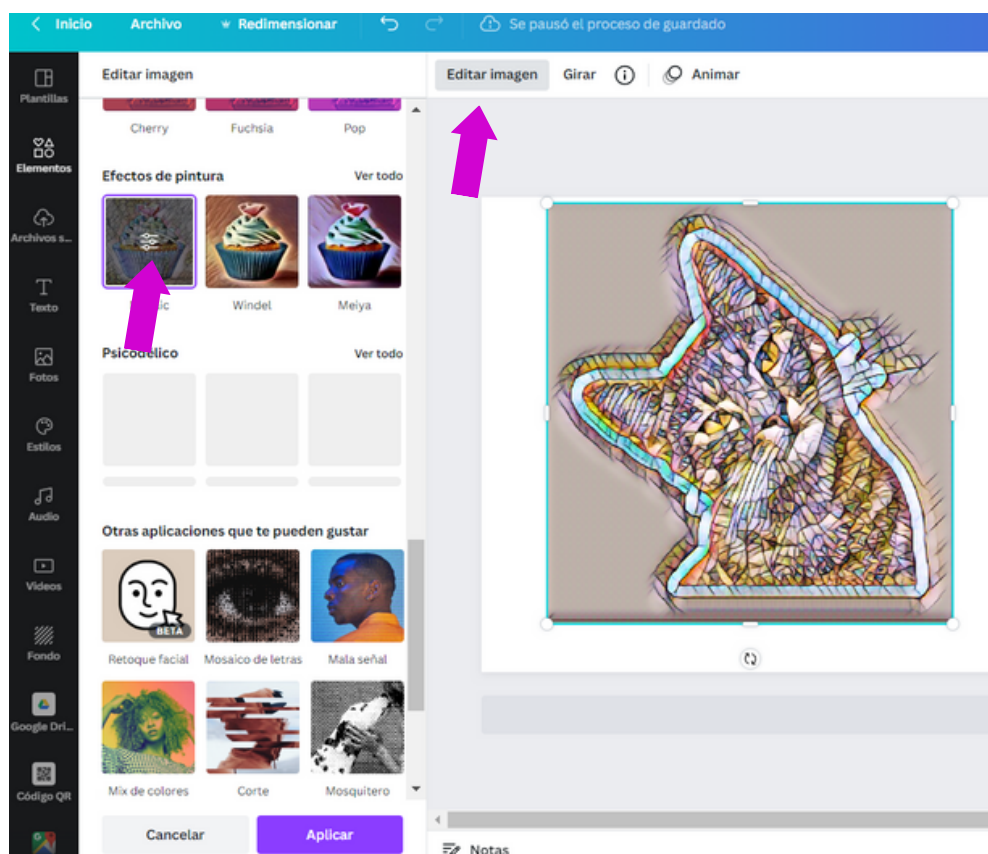 Inicio Archivo Redimensionar Se pausó el proceso de guardado
Plantillas
Elementos
Archivos s...
Texto
Fotos
Estilos
Audio
Videos
Fondo
Google Dri...
Código QR
Editar imagen
Cherry Fuchsia Pop
Efectos de pintura Ver todo
Windel Meiya
Psicodélico Ver todo
Otras aplicaciones que te pueden gustar
BETA
Retoque facial Mosaico de letras Mala señal
Mix de colores Corte Mosquitero
Cancelar Aplicar
Editar imagen Girar Animar
Notas